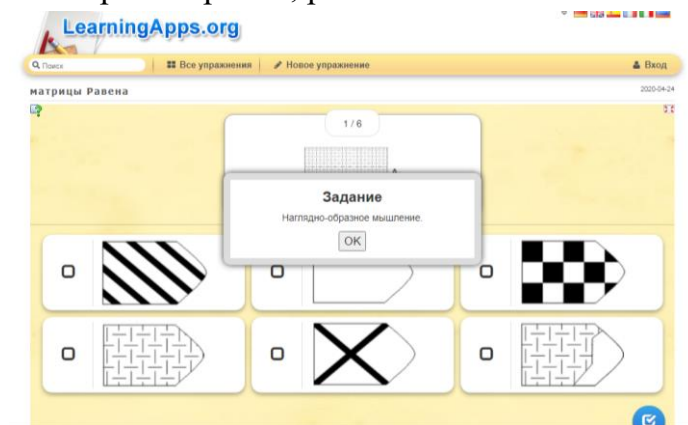 LearningApps.org
Поиск
Все упражнения
Новое упражнение
Вход
матрицы Равена
2020-04-24
1 / 6
A
Задание
Наглядно-образное мышление.
OK